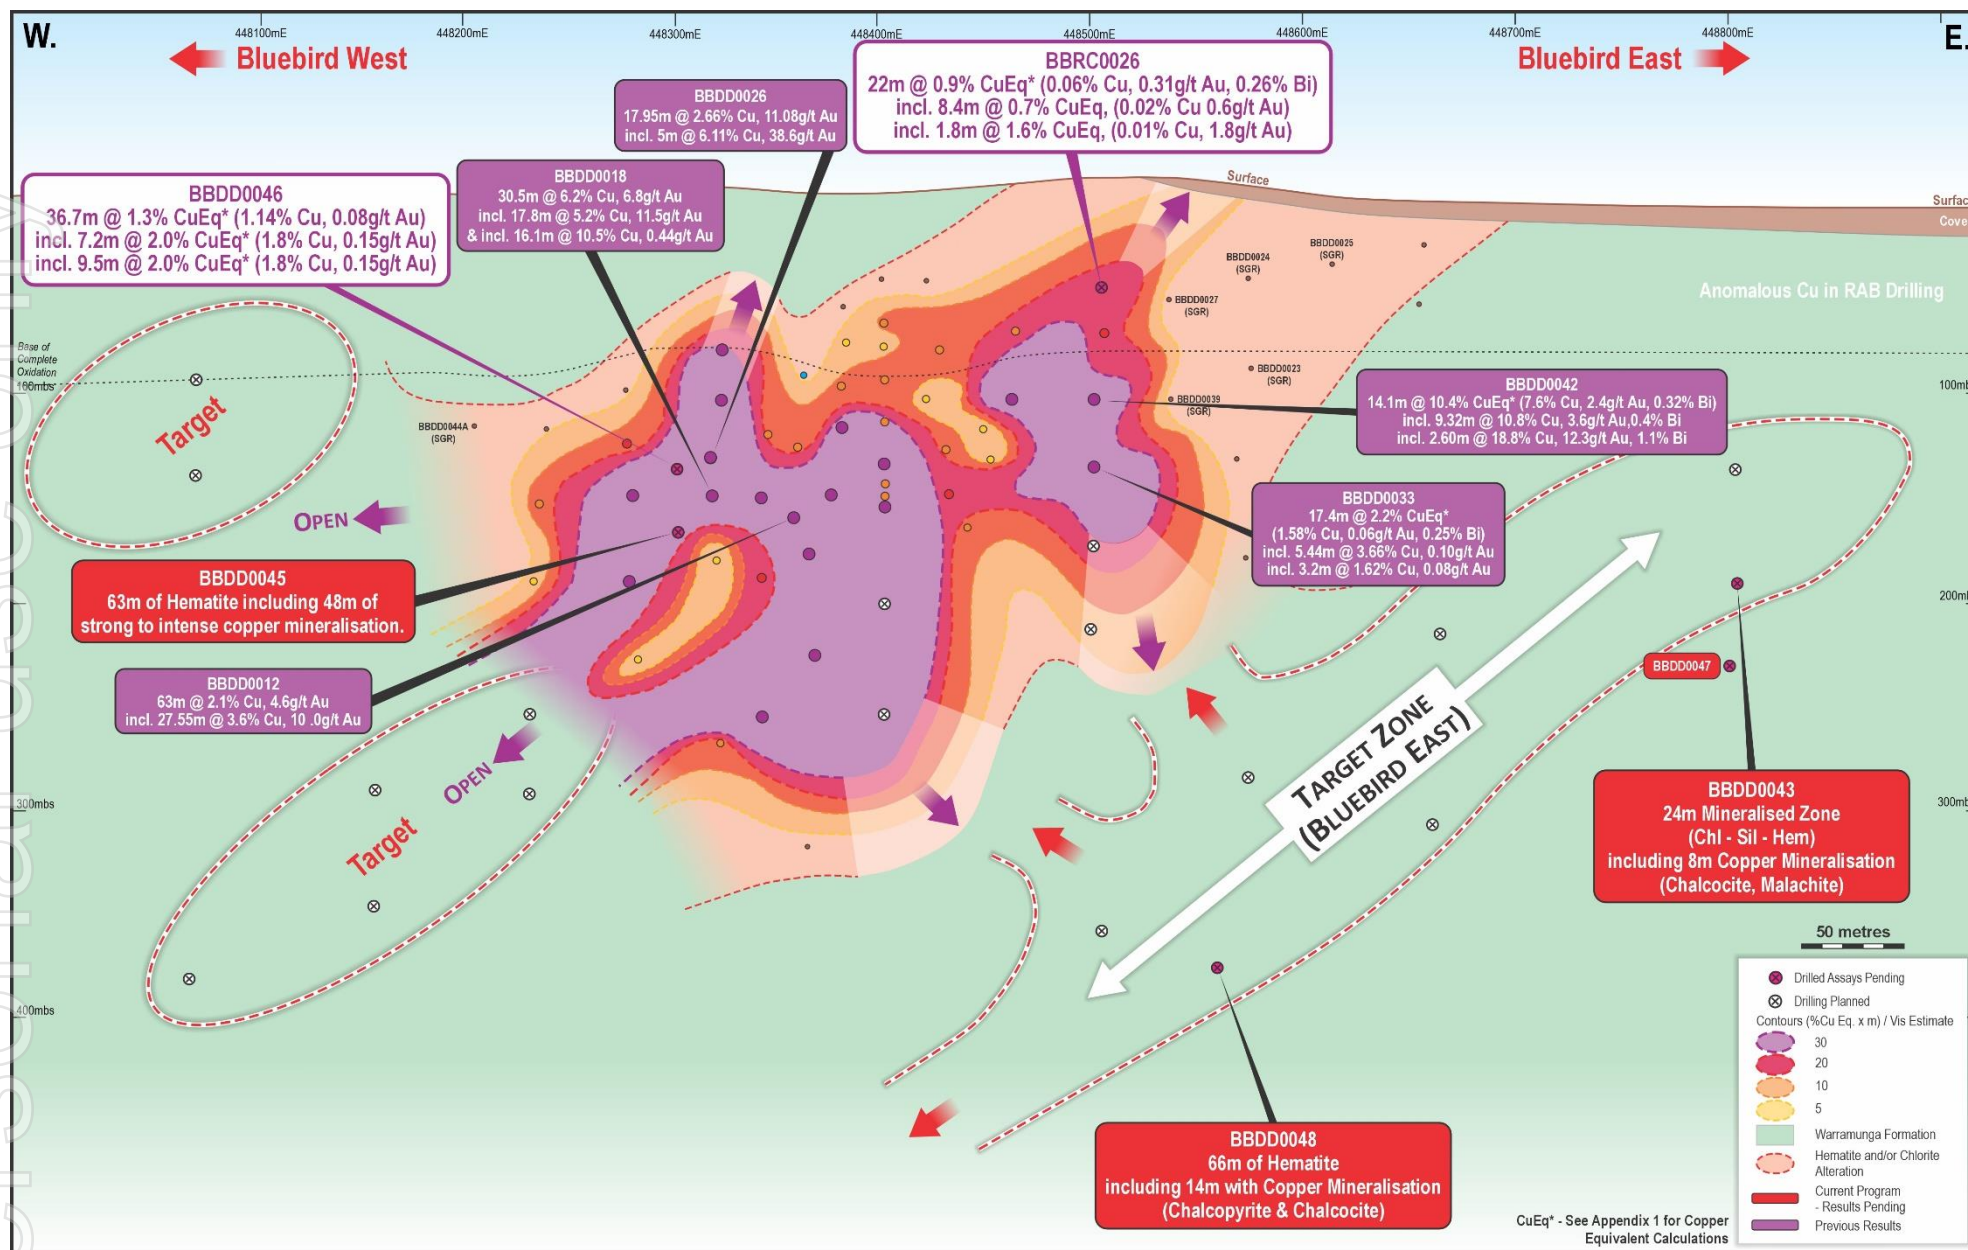 W.
E.
448100mE
448200mE
448300mE
448400mE
448500mE
448600mE
448700mE
448800mE
Bluebird West
Bluebird East
BBDD0026
17.95m @ 2.66% Cu, 11.08g/t Au
incl. 5m @ 6.11% Cu, 38.6g/t Au
BBRC0026
22m @ 0.9% CuEq* (0.06% Cu, 0.31g/t Au, 0.26% Bi)
incl. 8.4m @ 0.7% CuEq, (0.02% Cu 0.6g/t Au)
incl. 1.8m @ 1.6% CuEq, (0.01% Cu, 1.8g/t Au)
BBDD0046
36.7m @ 1.3% CuEq* (1.14% Cu, 0.08g/t Au)
incl. 7.2m @ 2.0% CuEq* (1.8% Cu, 0.15g/t Au)
incl. 9.5m @ 2.0% CuEq* (1.8% Cu, 0.15g/t Au)
BBDD0018
30.5m @ 6.2% Cu, 6.8g/t Au
incl 17.8m @ 5.2% Cu, 11.5g/t Au
& incl. 16.1m @ 10.5% Cu, 0.44g/t Au
Surface
Surfac
Cove
BBDD0024
(SGR)
BBDD0025
(SGR)
BBDD0027
(SGR)
Anomalous Cu in RAB Drilling
Base of
Complete
Oxidation
100mbs
100mb
BBDD0023
(SGR)
BBDD0039
(SGR)
BBDD0044A
(SGR)
Target
OPEN
BBDD0042
14.1m @ 10.4% CuEq* (7.6% Cu, 2.4g/t Au, 0.32% Bi)
incl. 9.32m @ 10.8% Cu, 3.6g/t Au,0.4% Bi
incl. 2.60m @ 18.8% Cu, 12.3g/t Au, 1.1% Bi
BBDD0033
17.4m @ 2.2% CuEq*
(1.58% Cu, 0.06g/t Au, 0.25% Bi)
incl. 5.44m @ 3.66% Cu, 0.10g/t Au
incl. 3.2m @ 1.62% Cu, 0.08g/t Au
BBDD0045
63m of Hematite including 48m of
strong to intense copper mineralisation.
200mb
BBDD0012
63m @ 2.1% Cu, 4.6g/t Au
incl. 27.55m @ 3.6% Cu, 10 .0g/t Au
BBDD0047
OPEN
Target
TARGET ZONE
(BLUEBIRD EAST)
300mbs
300mb
BBDD0043
24m Mineralised Zone
(Chl - Sil - Hem)
including 8m Copper Mineralisation
(Chalcocite, Malachite)
50 metres
400mbs
BBDD0048
66m of Hematite
including 14m with Copper Mineralisation
(Chalcopyrite & Chalcocite)
Drilled Assays Pending
Drilling Planned
Contours (%Cu Eq. x m) / Vis Estimate
30
20
10
5
Warramunga Formation
Hematite and/or Chlorite
Alteration
Current Program
- Results Pending
Previous Results
CuEq* - See Appendix 1 for Copper
Equivalent Calculations